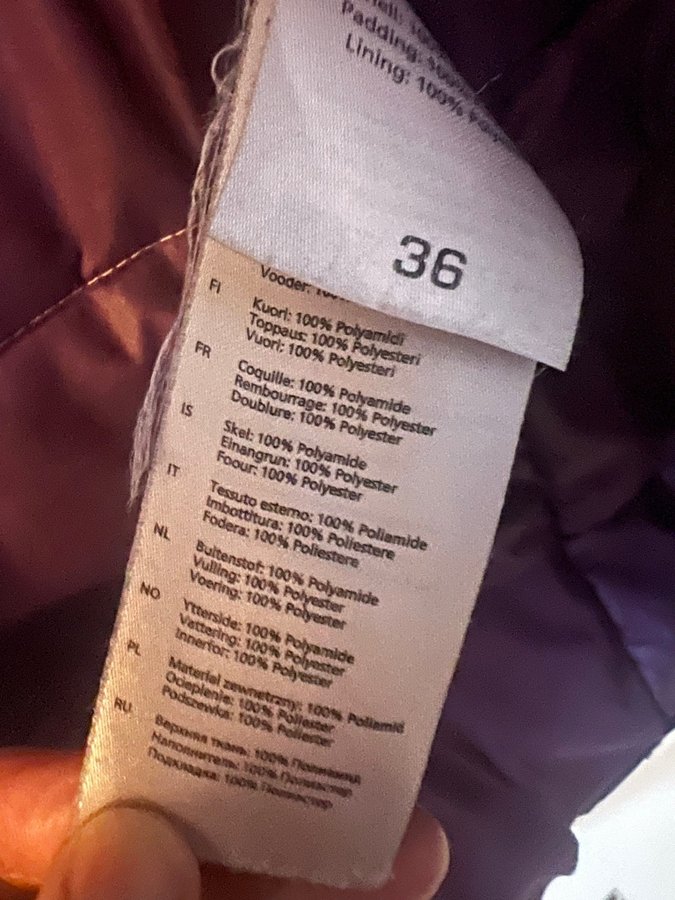 Padding: 100%
Lining: 100%
36
Vooder:
FI
Kuori: 100% Polyamidi
Toppaus: 100% Polyesteri
Vuori: 100% Polyesteri
FR
Coquille: 100% Polyamide
Rembourrage: 100% Polyester
Doublure: 100% Polyester
IS
Skel: 100% Polyamide
Einangrun: 100% Polyester
Foour: 100% Polyester
IT
Tessuto esterno: 100% Poliamide
Imbottitura: 100% Poliestere
Fodera: 100% Poliestere
NL
Buitenstof: 100% Polyamide
Vulling: 100% Polyester
Voering: 100% Polyester
NO
Ytterside: 100% Polyamide
Vattering: 100% Polyester
Innerfor: 100% Polyester
PL
Materiał zewnetrzny: 100% Poliamid
Ocieplenie: 100% Poliester
Podszewka: 100% Poliester
RU
Верхняя ткань: 100% Полиамид
Наполнитель: 100% Полиэстер
Подкладка: 100% Полиэстер